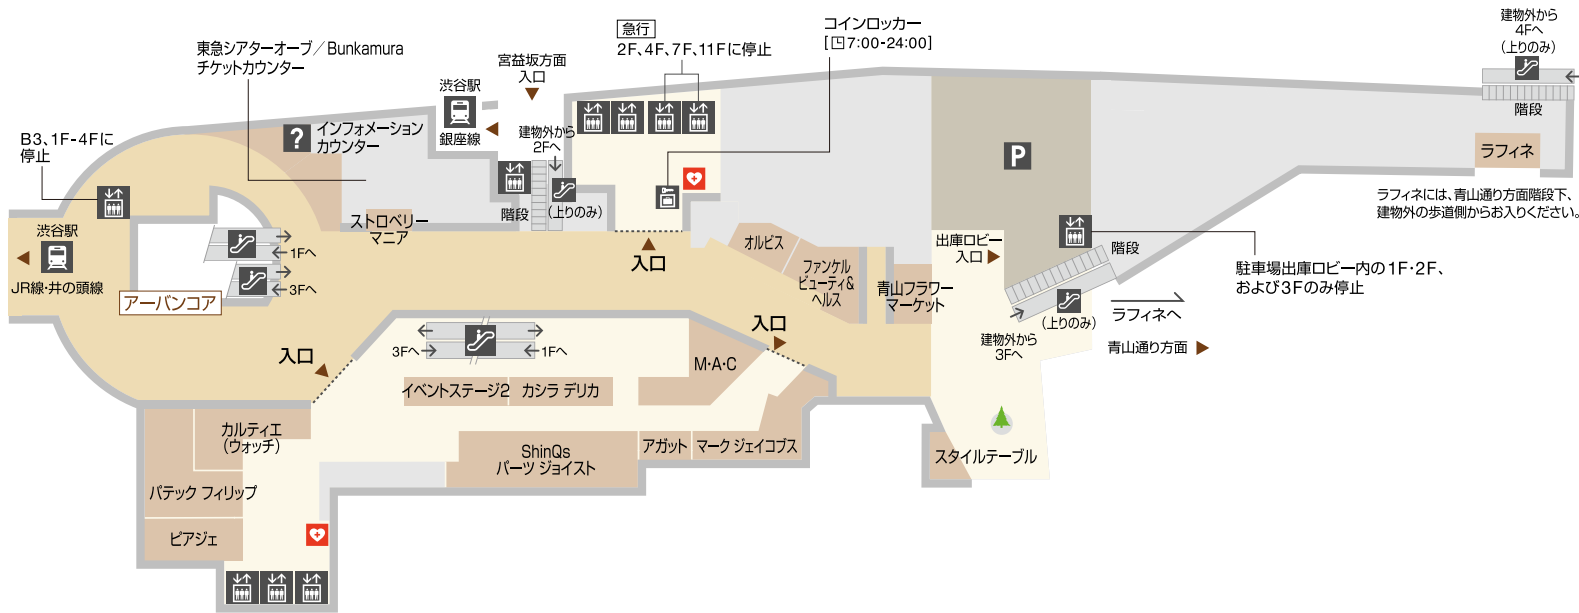 東急シアターオーブ／Bunkamura
チケットカウンター
B3、1F-4Fに
停止
?
インフォメーション
カウンター
渋谷駅
銀座線
宮益坂方面
入口
急行
2F、4F、7F、11Fに停止
コインロッカー
[7:00-24:00]
建物外から
2Fへ
階段
(上りのみ)
建物外から
4Fへ
(上りのみ)
階段
P
ラフィネ
ラフィネには、青山通り方面階段下、
建物外の歩道側からお入りください。
渋谷駅
JR線・井の頭線
1Fへ
3Fへ
アーバンコア
ストロベリー
マニア
入口
オルビス
ファンケル
ビューティ&
ヘルス
青山フラワー
マーケット
出庫ロビー
入口
階段
駐車場出庫ロビー内の1F・2F、
および3Fのみ停止
(上りのみ)
ラフィネへ
建物外から
3Fへ
青山通り方面
入口
3Fへ
1Fへ
入口
M・A・C
イベントステージ2
カシラ デリカ
カルティエ
(ウォッチ)
ShinQs
パーツ ジョイスト
アガット
マーク ジェイコブス
スタイルテーブル
パテック フィリップ
ピアジェ